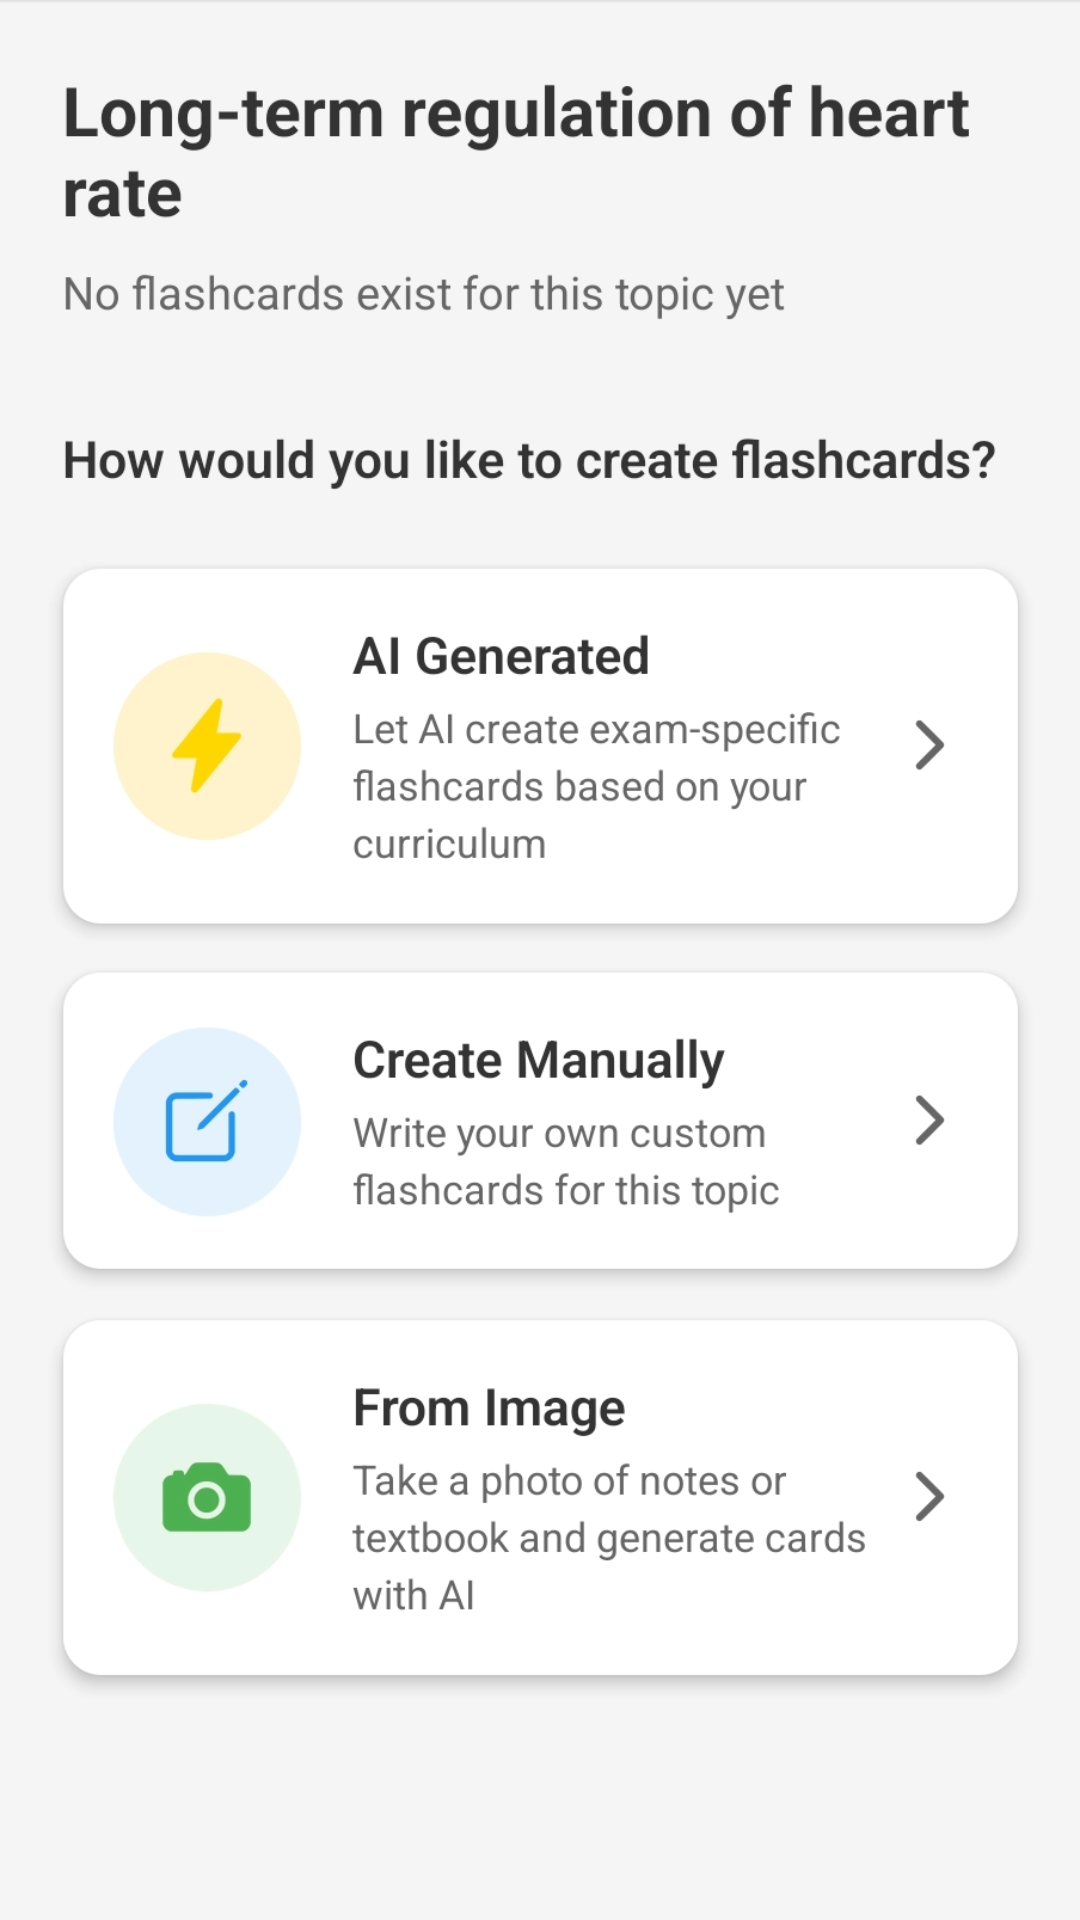 Long-term regulation of heart
rate
No flashcards exist for this topic yet
How would you like to create flashcards?
AI Generated
Let AI create exam-specific
flashcards based on your
curriculum
Create Manually
Write your own custom
flashcards for this topic
From Image
Take a photo of notes or
textbook and generate cards
with AI